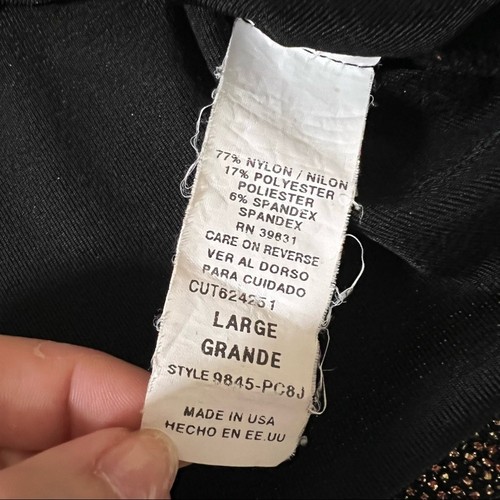 77% NYLON / NILON
17% POLYESTER
POLIESTER
6% SPANDEX
SPANDEX
RN 39831
CARE ON REVERSE
VER AL DORSO
PARA CUIDADO
CUT624251
LARGE
GRANDE
STYLE 9845-PC8J
MADE IN USA
HECHO EN EE.UU